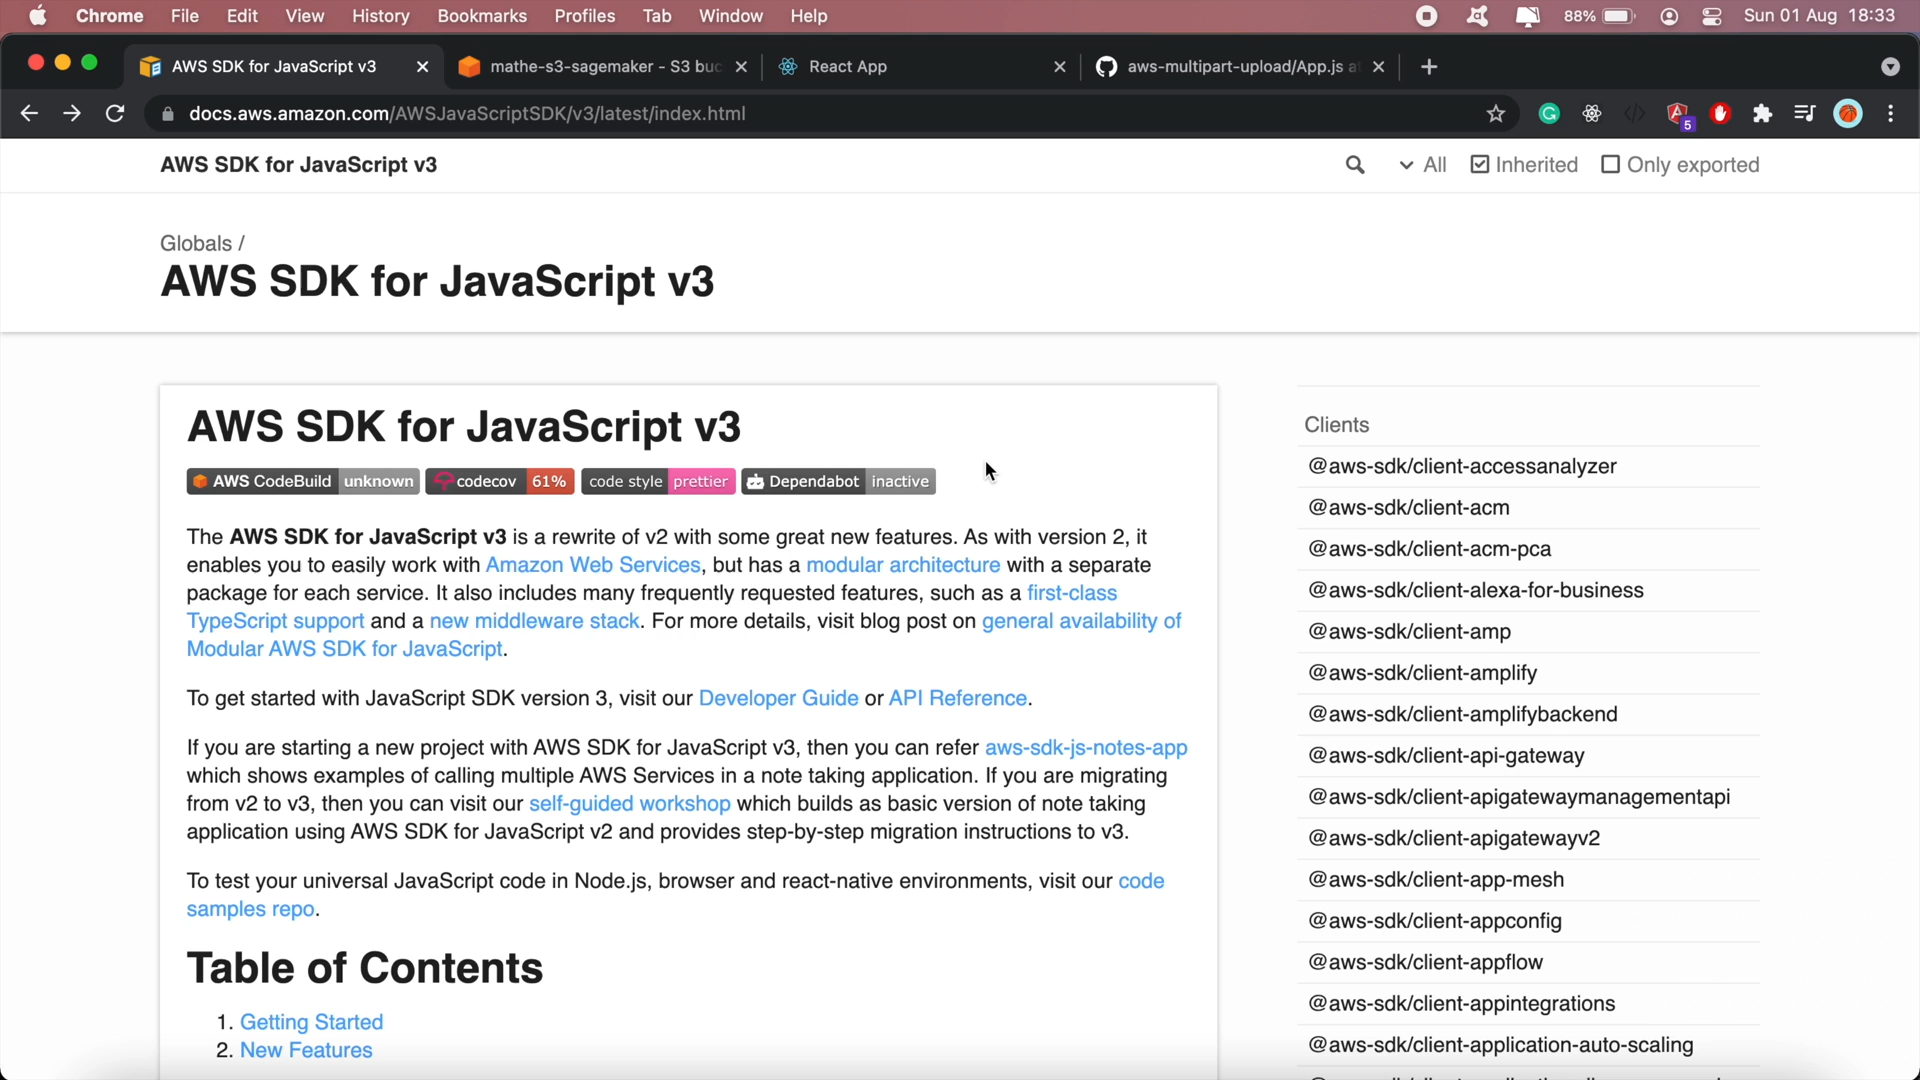 Chrome File Edit View History Bookmarks Profiles Tab Window Help 88% Sun 01 Aug 18:33
AWS SDK for JavaScript v3 mathe-s3-sagemaker - S3 buc React App aws-multipart-upload/App.js a
docs.aws.amazon.com/AWSJavaScriptSDK/v3/latest/index.html 5
AWS SDK for JavaScript v3 All Inherited Only exported
Globals /
AWS SDK for JavaScript v3
AWS SDK for JavaScript v3
AWS CodeBuild unknown codecov 61% code style prettier Dependabot inactive
The AWS SDK for JavaScript v3 is a rewrite of v2 with some great new features. As with version 2, it
enables you to easily work with Amazon Web Services, but has a modular architecture with a separate
package for each service. It also includes many frequently requested features, such as a first-class
TypeScript support and a new middleware stack. For more details, visit blog post on general availability of
Modular AWS SDK for JavaScript.
To get started with JavaScript SDK version 3, visit our Developer Guide or API Reference.
If you are starting a new project with AWS SDK for JavaScript v3, then you can refer aws-sdk-js-notes-app
which shows examples of calling multiple AWS Services in a note taking application. If you are migrating
from v2 to v3, then you can visit our self-guided workshop which builds as basic version of note taking
application using AWS SDK for JavaScript v2 and provides step-by-step migration instructions to v3.
To test your universal JavaScript code in Node.js, browser and react-native environments, visit our code
samples repo.
Table of Contents
1. Getting Started
2. New Features
Clients
@aws-sdk/client-accessanalyzer
@aws-sdk/client-acm
@aws-sdk/client-acm-pca
@aws-sdk/client-alexa-for-business
@aws-sdk/client-amp
@aws-sdk/client-amplify
@aws-sdk/client-amplifybackend
@aws-sdk/client-api-gateway
@aws-sdk/client-apigatewaymanagementapi
@aws-sdk/client-apigatewayv2
@aws-sdk/client-app-mesh
@aws-sdk/client-appconfig
@aws-sdk/client-appflow
@aws-sdk/client-appintegrations
@aws-sdk/client-application-auto-scaling